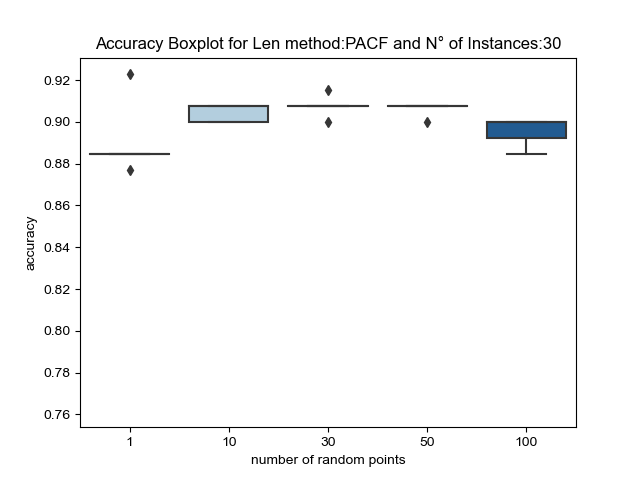 Accuracy Boxplot for Len method:PACF and N° of Instances:30
0.92
0.90
0.88
0.86
0.84
0.82
0.80
0.78
0.76
accuracy
1 10 30 50 100
number of random points